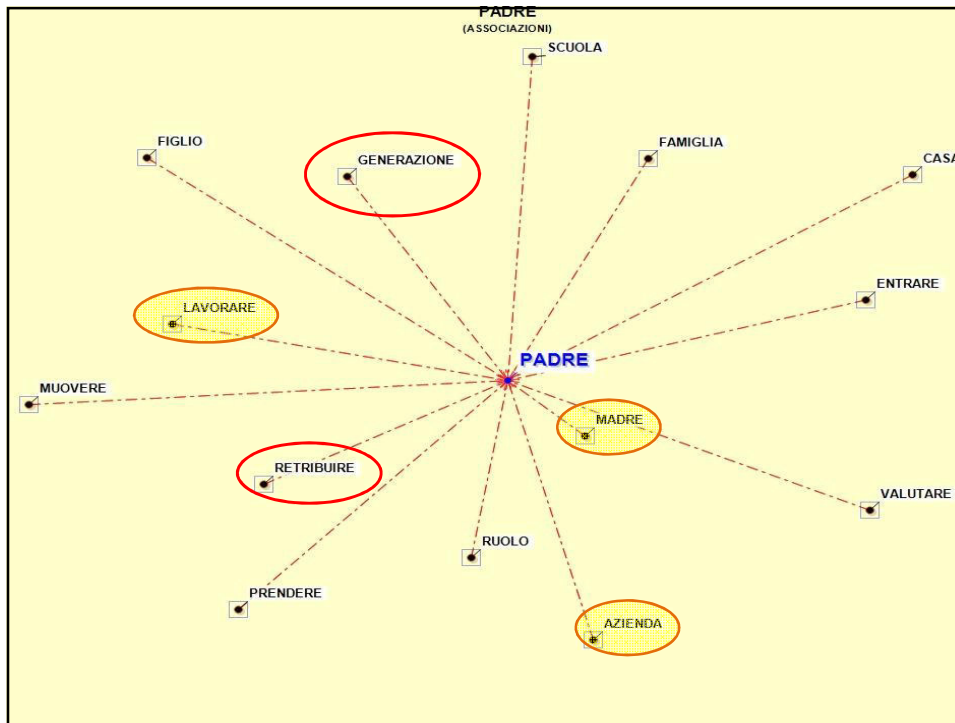 PADRE
(ASSOCIAZIONI)
SCUOLA
FIGLIO
GENERAZIONE
FAMIGLIA
CASA
ENTRARE
LAVORARE
PADRE
MUOVERE
MADRE
RETRIBUIRE
VALUTARE
RUOLO
PRENDERE
AZIENDA